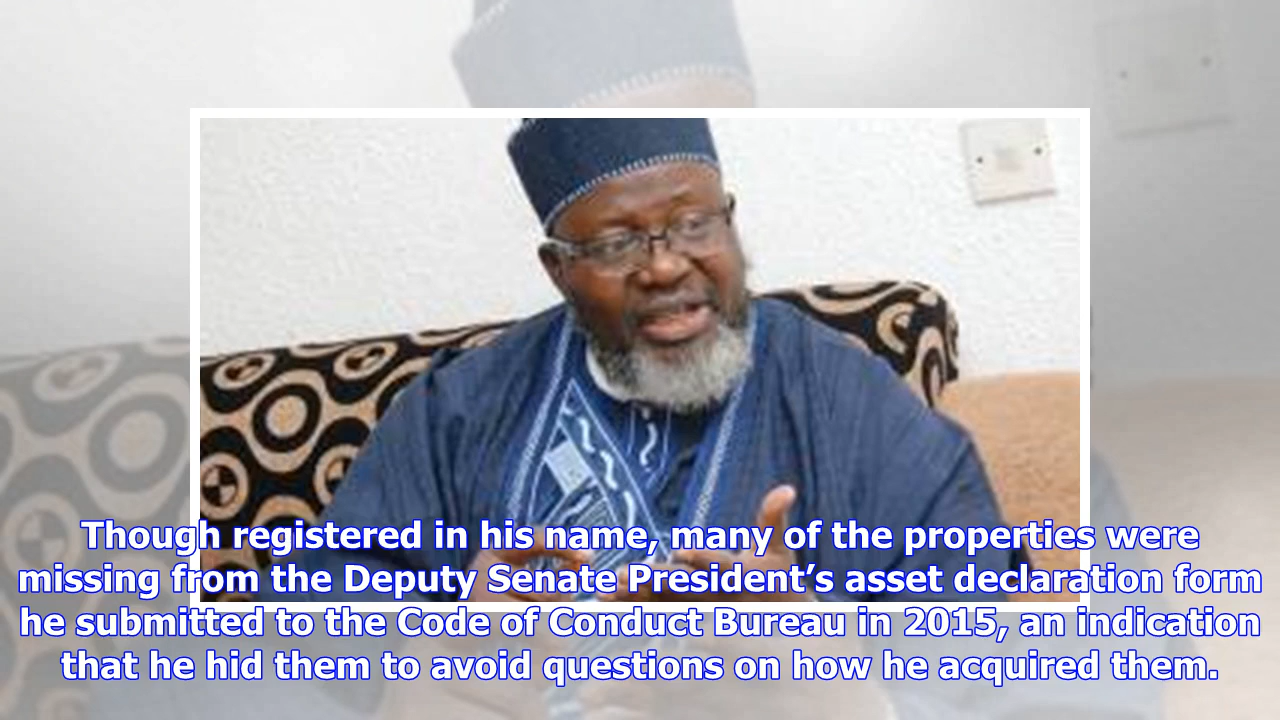 Though registered in his name, many of the properties were
missing from the Deputy Senate President’s asset declaration form
he submitted to the Code of Conduct Bureau in 2015, an indication
that he hid them to avoid questions on how he acquired them.